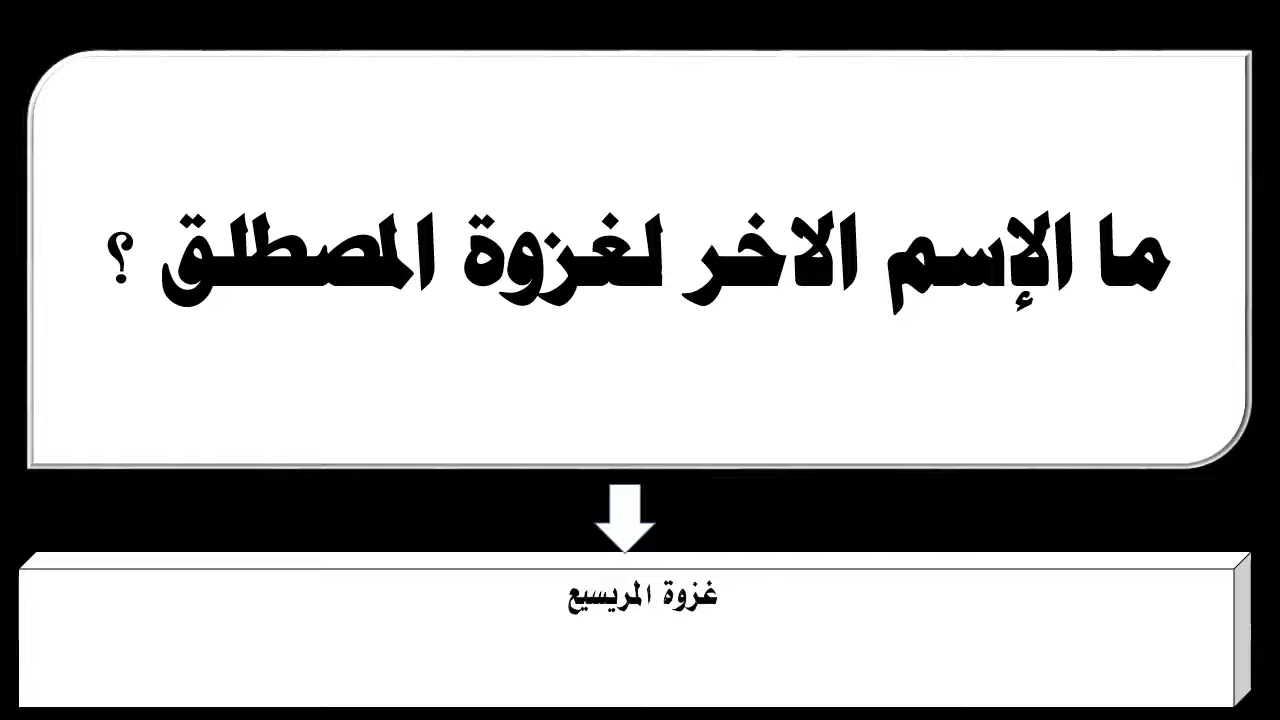 ما الإسم الاخر لغزوة المصطلق ؟
غزوة المريسيع